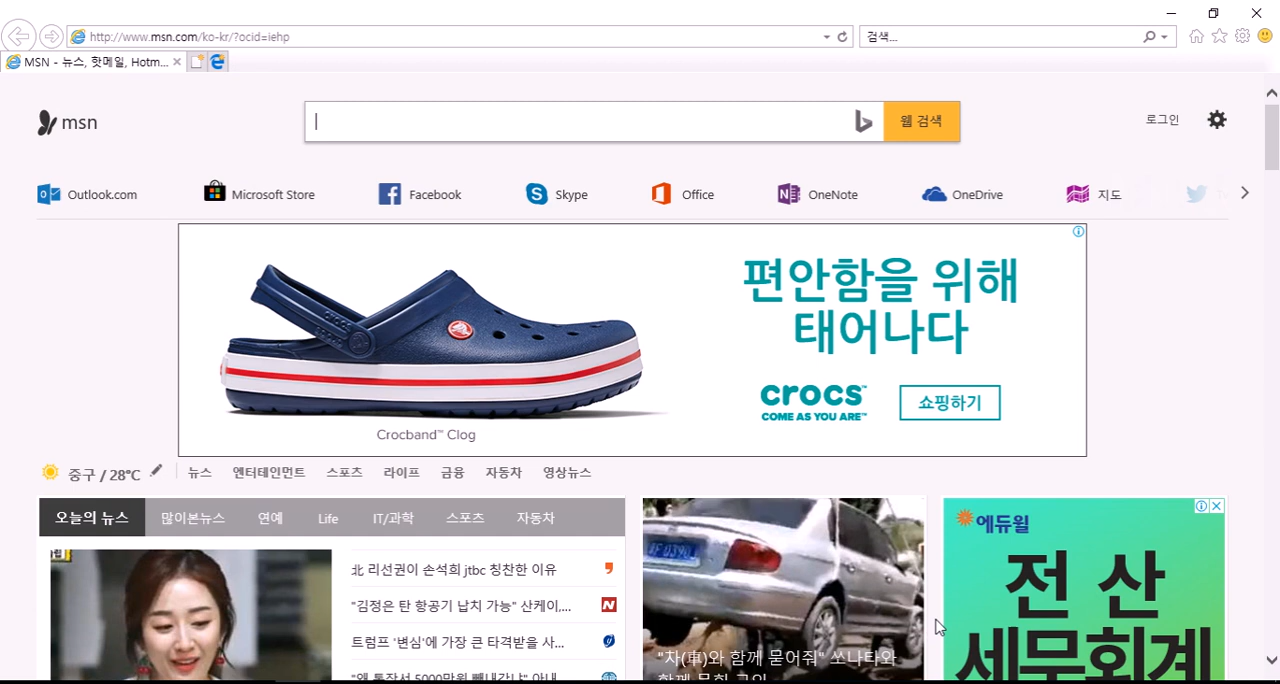 http://www.msn.com/ko-kr/?ocid=iehp
검색...
MSN - 뉴스, 핫메일, Hotm...
msn
웹 검색
로그인
Outlook.com
Microsoft Store
Facebook
Skype
Office
OneNote
OneDrive
지도
편안함을 위해
태어나다
crocs™
COME AS YOU ARE™
쇼핑하기
Crocband™ Clog
중구 / 28°C
뉴스
엔터테인먼트
스포츠
라이프
금융
자동차
영상뉴스
오늘의 뉴스
많이본뉴스
연예
Life
IT/과학
스포츠
자동차
北 리선권이 손석희 jtbc 칭찬한 이유
"김정은 탄 항공기 납치 가능" 산케이,...
트럼프 '변심'에 가장 큰 타격받을 사...
"차(車)와 함께 묻어줘" 쏘나타와
에듀윌
전 산
세무회계